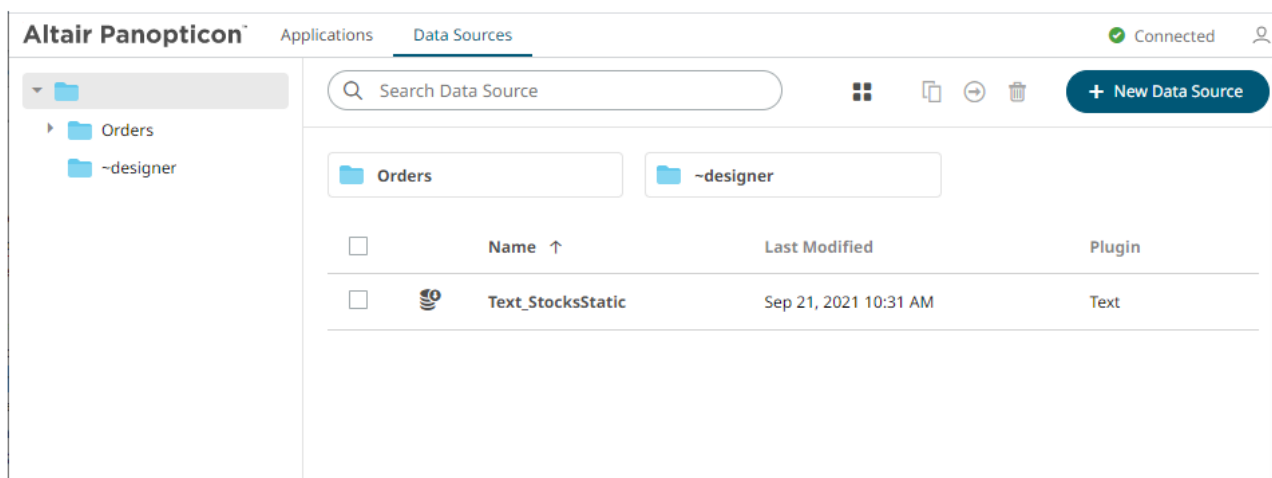 Altair Panopticon™ Applications Data Sources Connected
Search Data Source + New Data Source
Orders
~designer
Orders ~designer
Name ↑ Last Modified Plugin
Text_StocksStatic Sep 21, 2021 10:31 AM Text